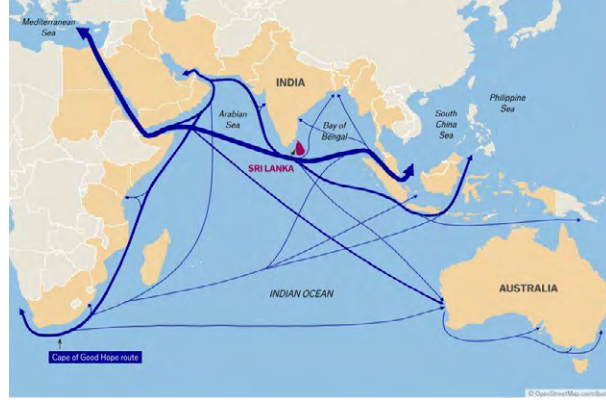 Mediterranean
Sea
INDIA
Arabian
Sea
Bay of
Bengal
South
China
Sea
Philippine
Sea
SRI LANKA
INDIAN OCEAN
AUSTRALIA
Cape of Good Hope route
© OpenStreetMap contribut